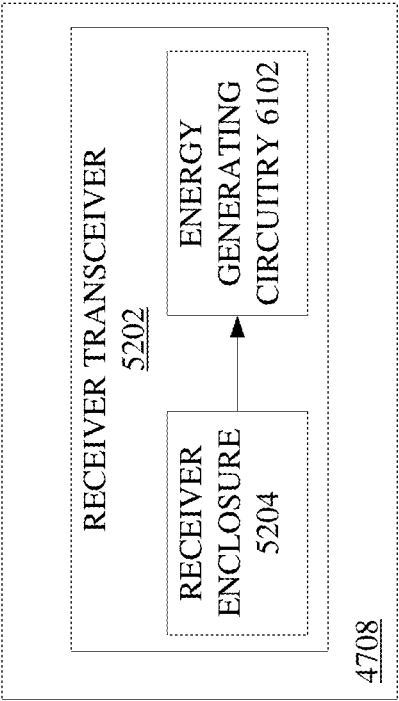 RECEIVER TRANSCEIVER
5202
RECEIVER
ENCLOSURE
5204
ENERGY
GENERATING
CIRCUITRY 6102
4708